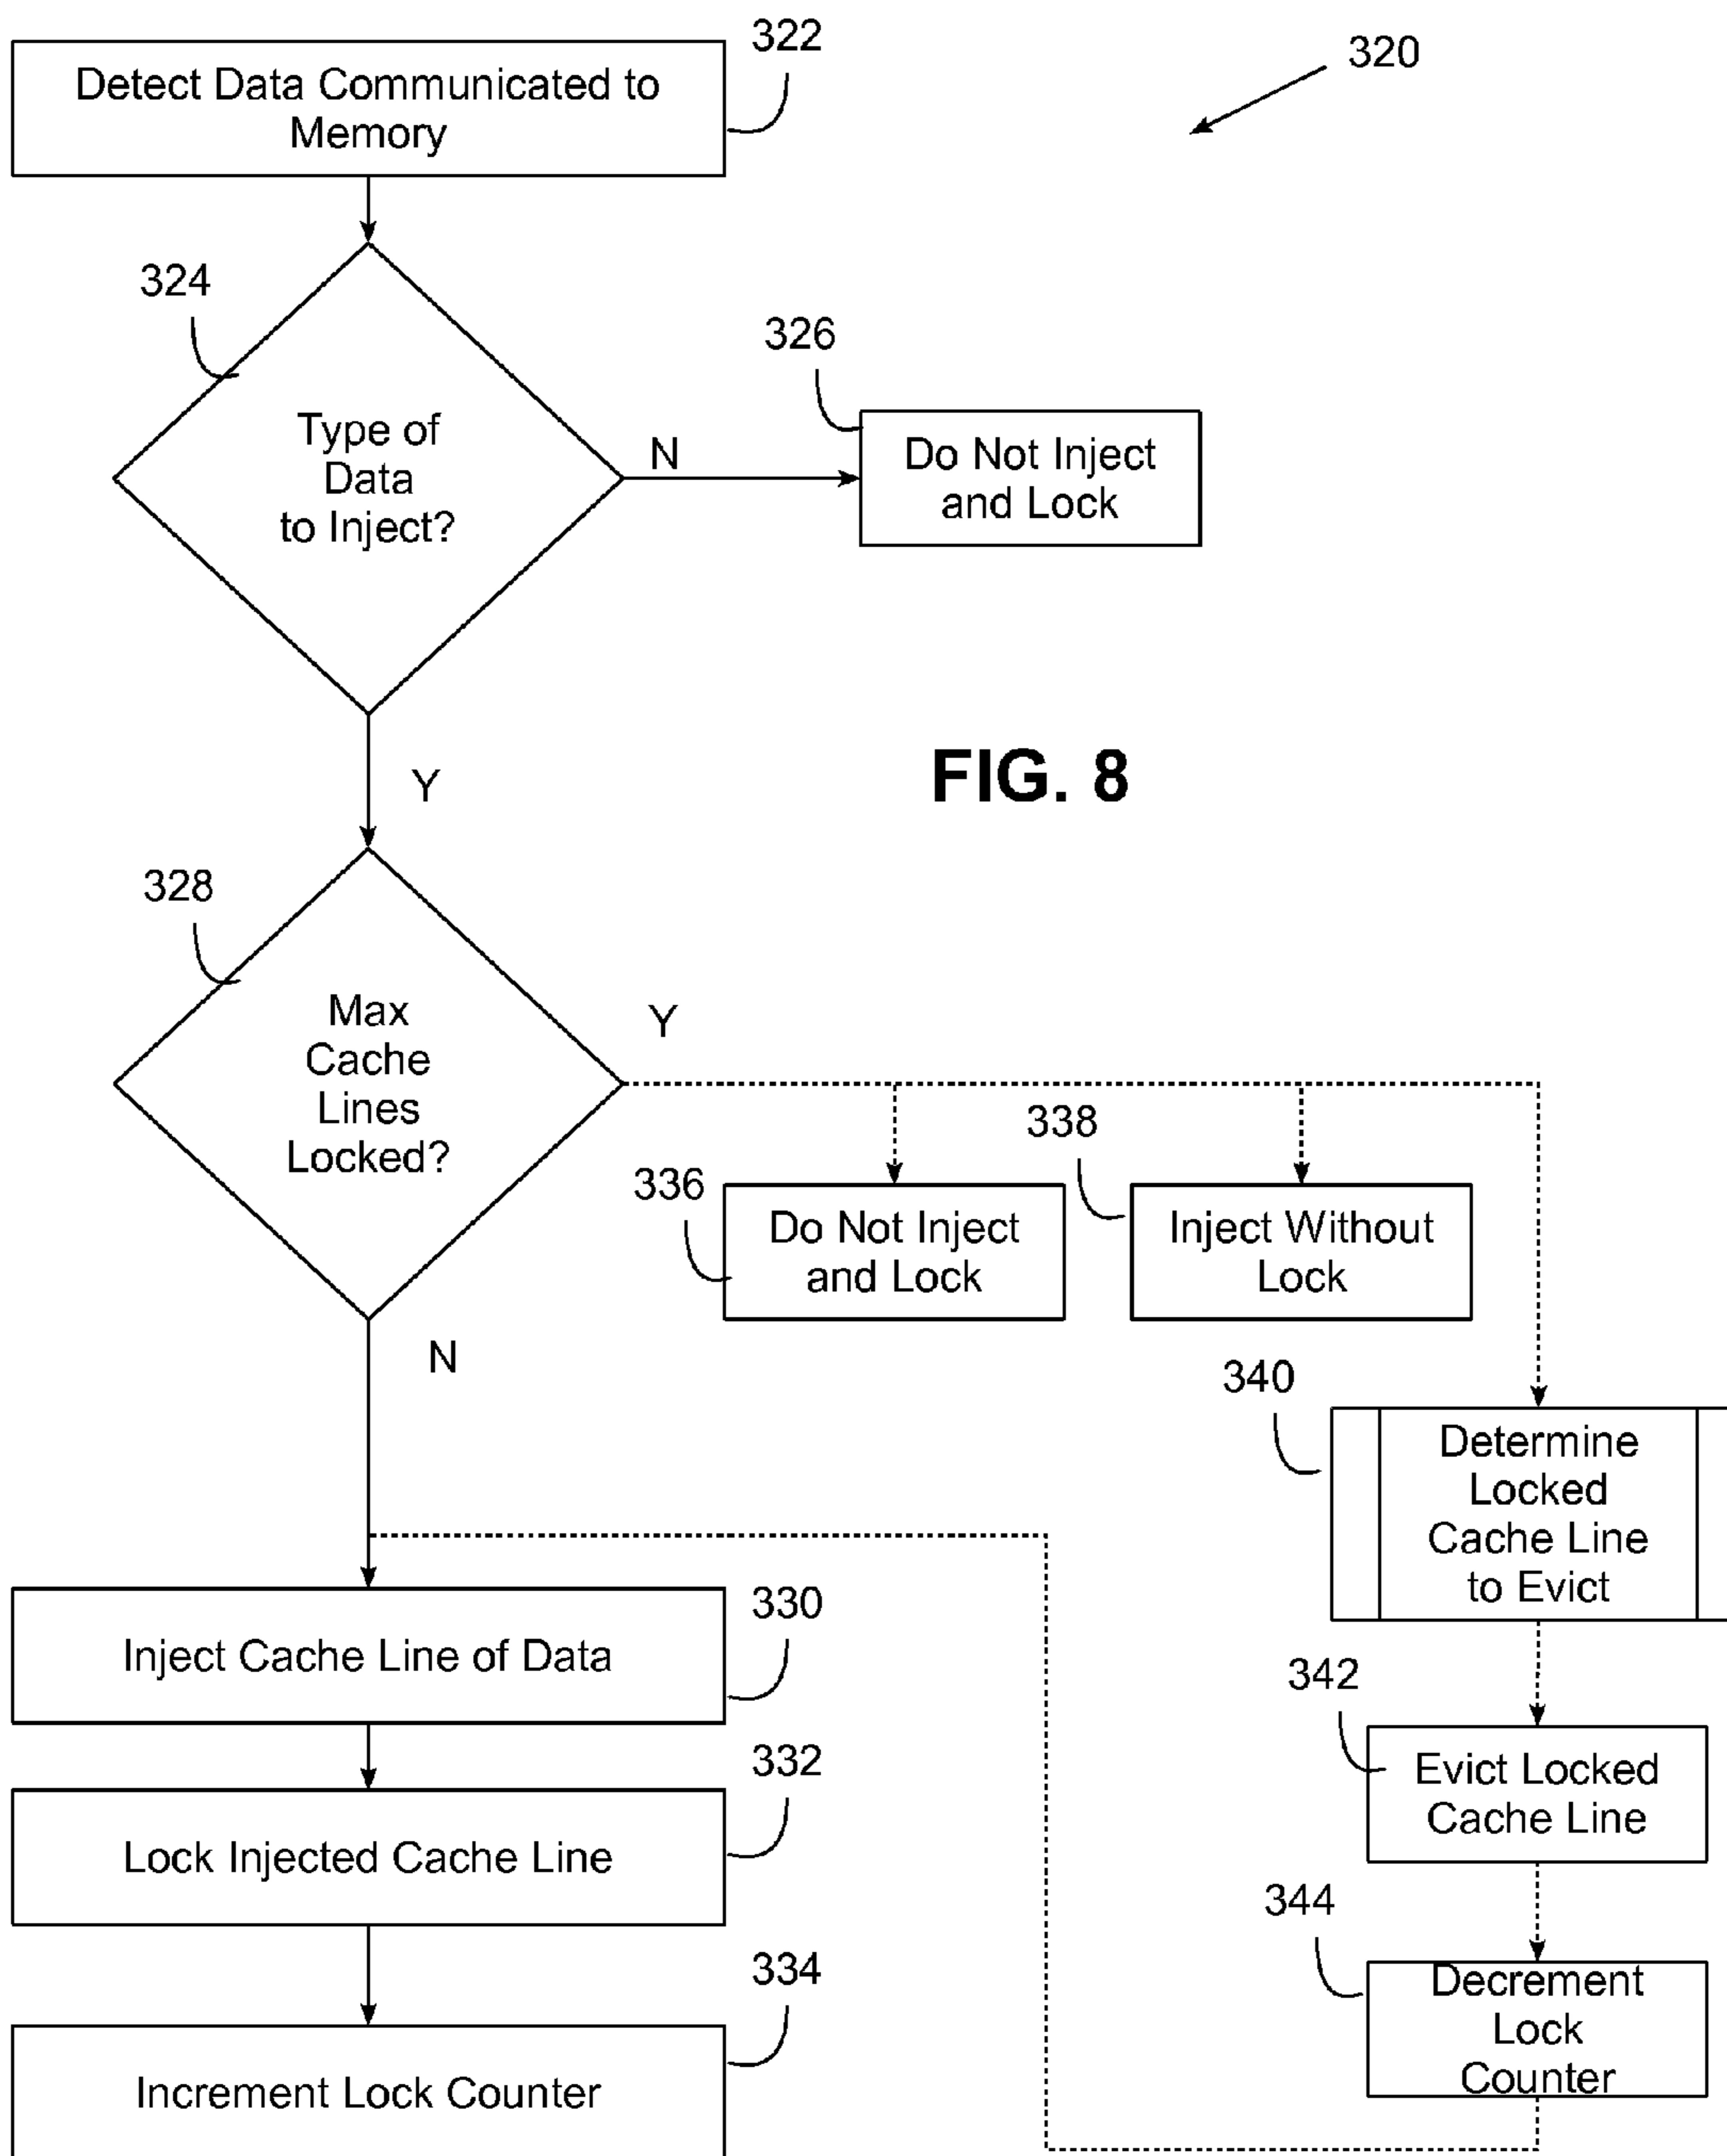 322
320
Detect Data Communicated to
Memory
324
Type of
Data
to Inject?
N
326
Do Not Inject
and Lock
Y
FIG. 8
328
Max
Cache
Lines
Locked?
Y
N
336
Do Not Inject
and Lock
338
Inject Without
Lock
340
Determine
Locked
Cache Line
to Evict
342
Evict Locked
Cache Line
344
Decrement
Lock
Counter
330
Inject Cache Line of Data
332
Lock Injected Cache Line
334
Increment Lock Counter